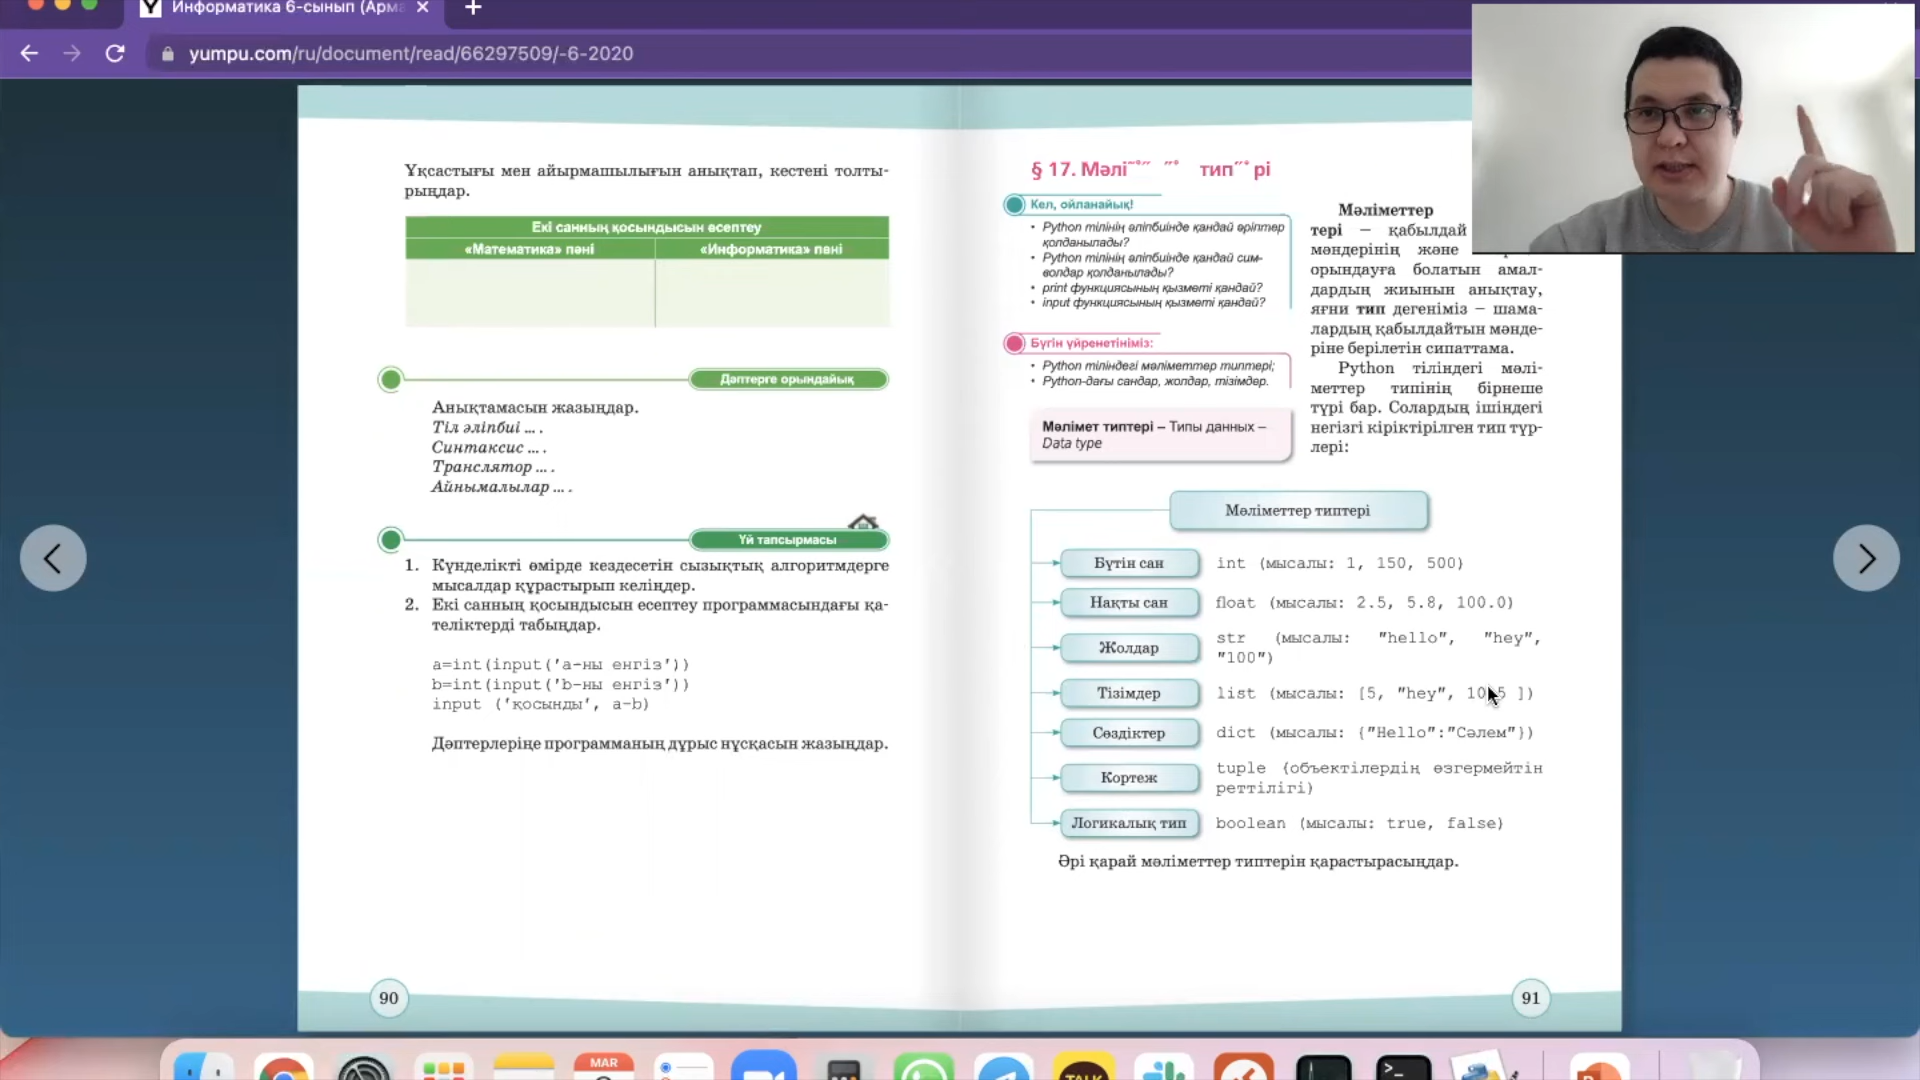 Информатика 6-сынып (Арма
yumpu.com/ru/document/read/66297509/-6-2020
Ұқсастығы мен айырмашылығын анықтап, кестені толты-
рыңдар.
Екі санның қосындысын есептеу
«Математика» пәні
«Информатика» пәні
Дәптерге орындайық
Анықтамасын жазыңдар.
Тіл әліпбиі ... .
Синтаксис ... .
Транслятор ... .
Айнымалылар ... .
Үй тапсырмасы
1. Күнделікті өмірде кездесетін сызықтық алгоритмдерге
мысалдар құрастырып келіңдер.
2. Екі санның қосындысын есептеу программасындағы қа-
теліктерді табыңдар.
a=int(input('a-ны енгіз'))
b=int(input('b-ны енгіз'))
input ('қосынды', a-b)
Дәптерлеріңе программаның дұрыс нұсқасын жазыңдар.
90
§ 17. Мәлі тип рі
Кел, ойланайық!
• Python тілінің әліпбиінде қандай әріптер
қолданылады?
• Python тілінің әліпбиінде қандай сим-
волдар қолданылады?
• print функциясының қызметі қандай?
• input функциясының қызметі қандай?
Бүгін үйренетініміз:
• Python тіліндегі мәліметтер типтері;
• Python-дағы сандар, жолдар, тізімдер.
Мәлімет типтері – Типы данных –
Data type
Мәліметтер
тері – қабылдай
мәндерінің және
орындауға болатын амал-
дардың жиынын анықтау,
яғни тип дегеніміз – шама-
лардың қабылдайтын мәнде-
ріне берілетін сипаттама.
Python тіліндегі мәлі-
меттер типінің бірнеше
түрі бар. Солардың ішіндегі
негізгі кіріктірілген тип түр-
лері:
Мәліметтер типтері
Бүтін сан int (мысалы: 1, 150, 500)
Нақты сан float (мысалы: 2.5, 5.8, 100.0)
Жолдар str (мысалы: "hello", "hey",
"100")
Тізімдер list (мысалы: [5, "hey", 10.5 ])
Сөздіктер dict (мысалы: {"Hello":"Сәлем"})
Кортеж tuple (объектілердің өзгермейтін
реттілігі)
Логикалық тип boolean (мысалы: true, false)
Әрі қарай мәліметтер типтерін қарастырасыңдар.
91
MAR
TALK